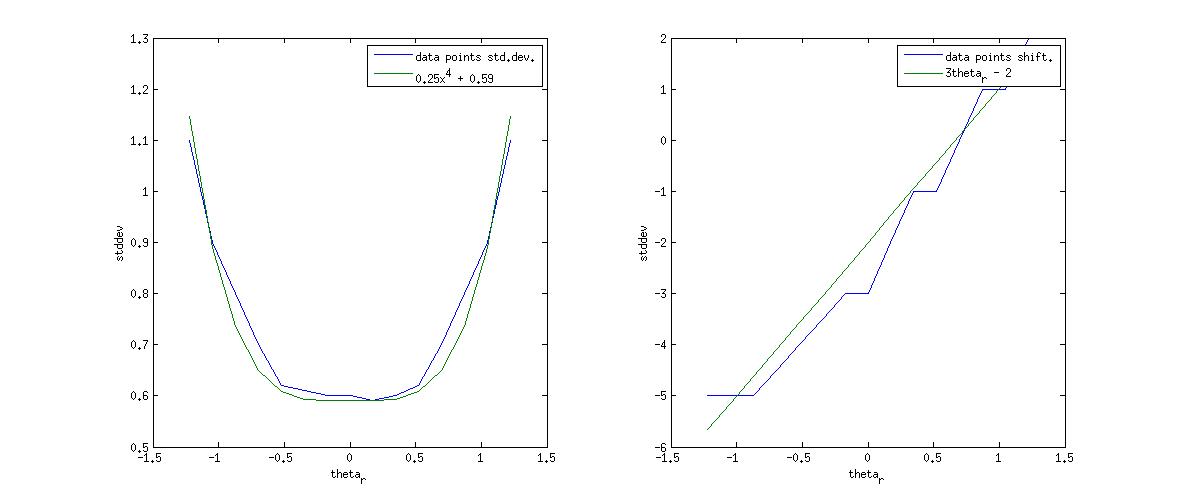 1.3
1.2
1.1
1
0.9
0.8
0.7
0.6
0.5
stddev
data points std.dev.
0.25x^4 + 0.59
-1.5 -1 -0.5 0 0.5 1 1.5
theta_r
2
1
0
-1
-2
-3
-4
-5
-6
stddev
data points shift.
3theta_r - 2
-1.5 -1 -0.5 0 0.5 1 1.5
theta_r